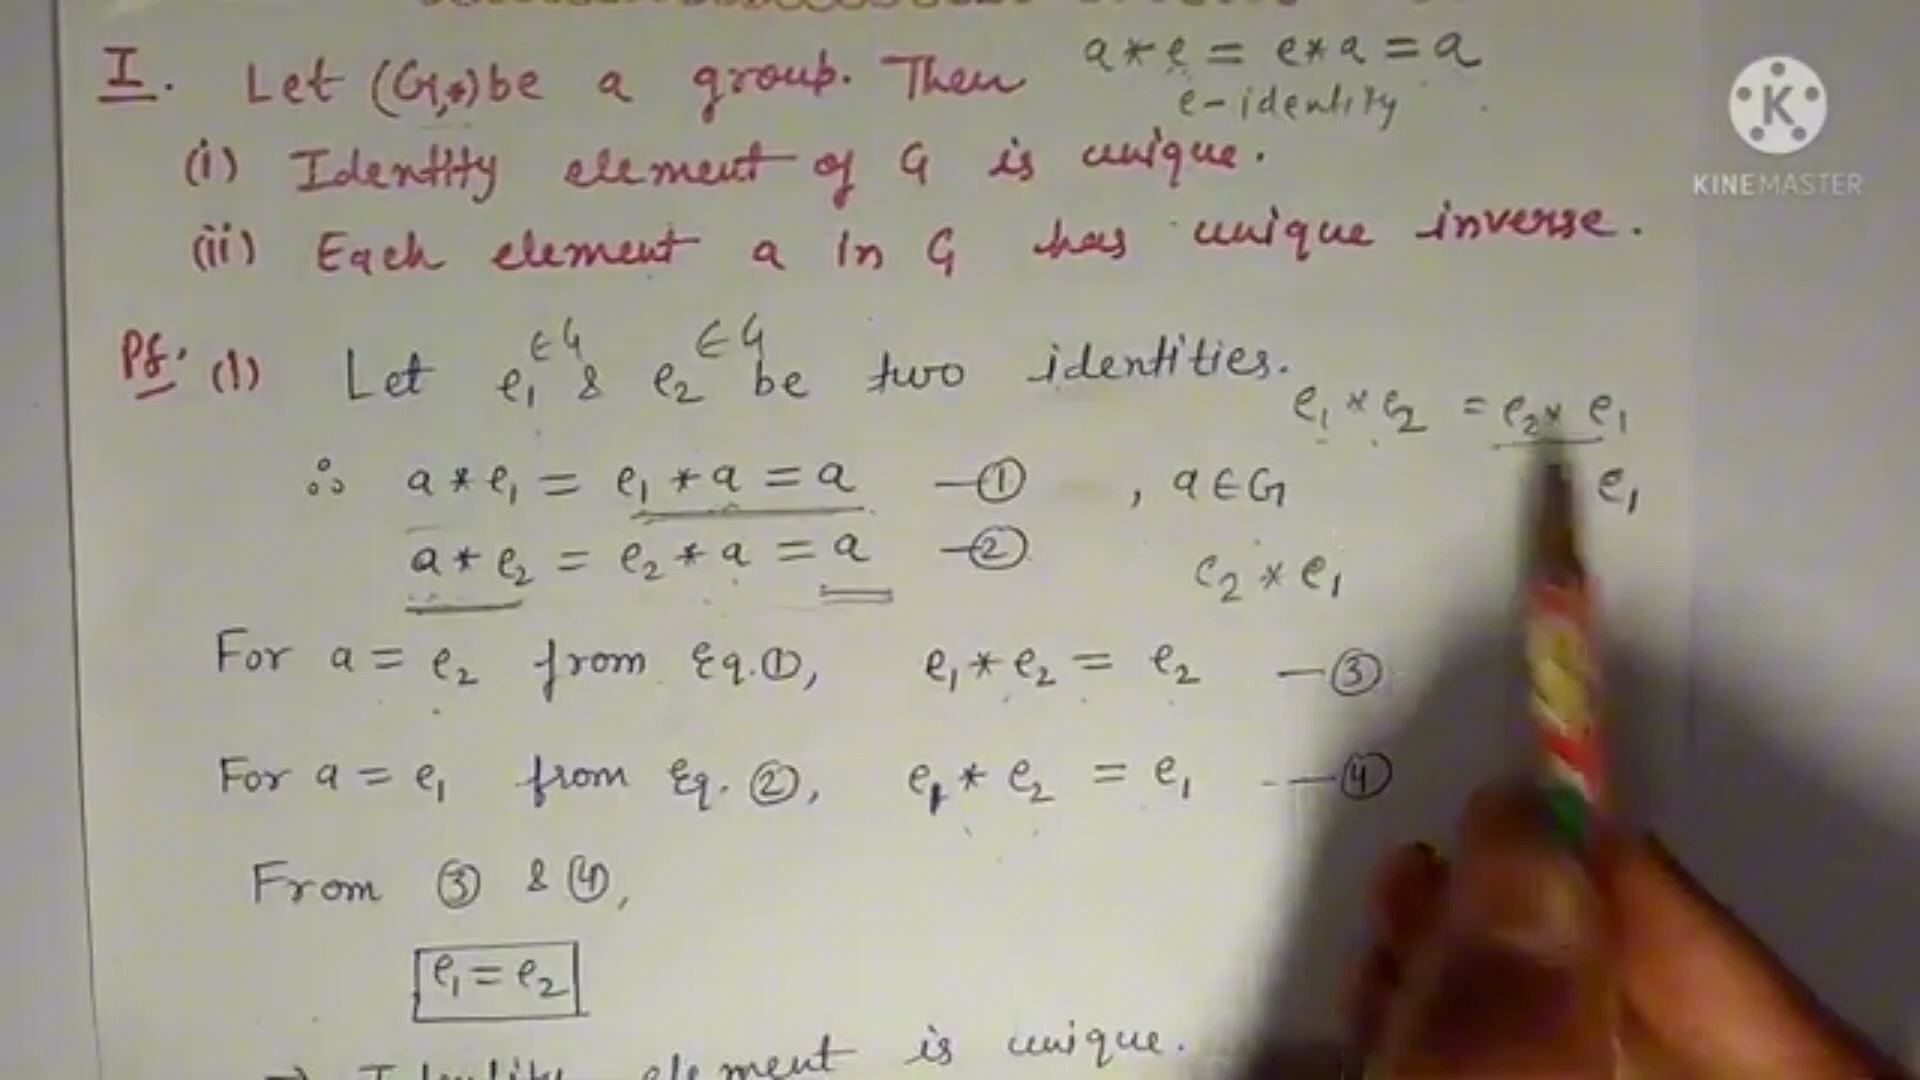 I. Let (G,*) be a group. Then
a * e = e * a = a
e - identity
(i) Identity element of G is unique.
(ii) Each element a in G has unique inverse.
Pf. (i) Let e₁ ∈ G & e₂ ∈ G be two identities.
e₁ * e₂ = e₂ * e₁
∴ a * e₁ = e₁ * a = a —① , a ∈ G
e₁
a * e₂ = e₂ * a = a —②
e₂ * e₁
For a = e₂ from Eq.①, e₁ * e₂ = e₂ —③
For a = e₁ from Eq. ②, e₁ * e₂ = e₁ —④
From ③ & ④,
e₁ = e₂
⇒ Identity element is unique.
K
KINEMASTER